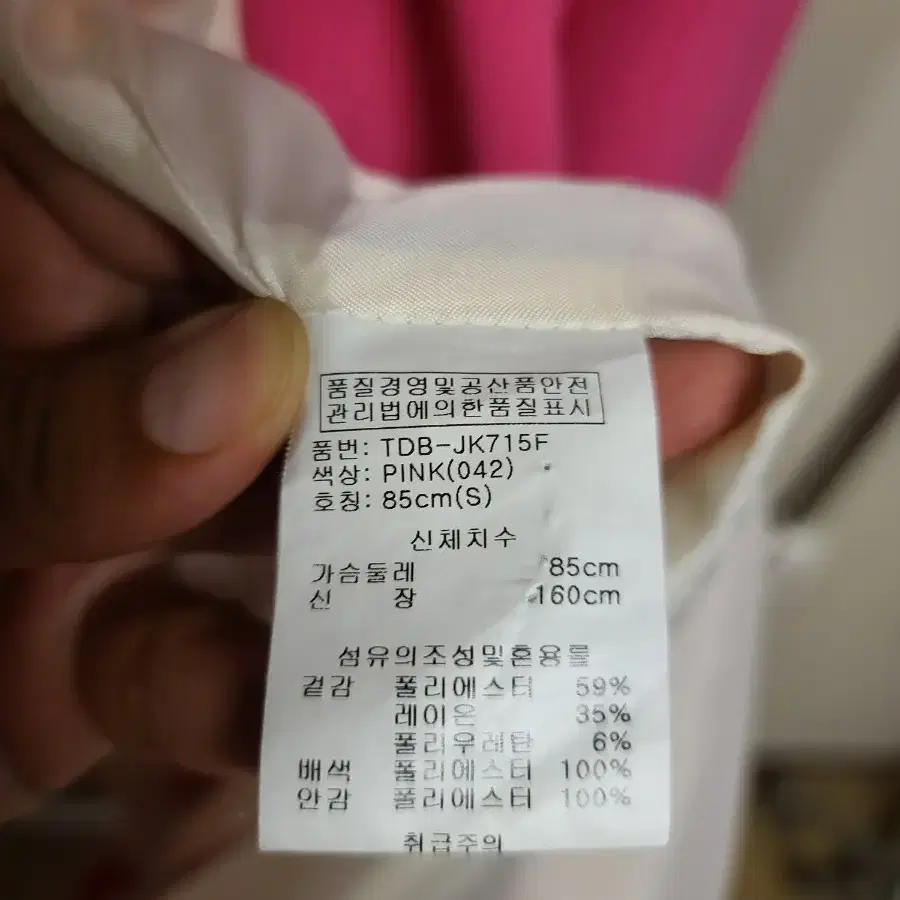 품질경영및공산품안전
관리법에의한품질표시
품번: TDB-JK715F
색상: PINK(042)
호칭: 85cm(S)
신체치수
가슴둘레 85cm
신 장 160cm
섬유의조성및혼용률
겉감 폴리에스터 59%
레이온 35%
폴리우레탄 6%
배색 폴리에스터 100%
안감 폴리에스터 100%
취급주의